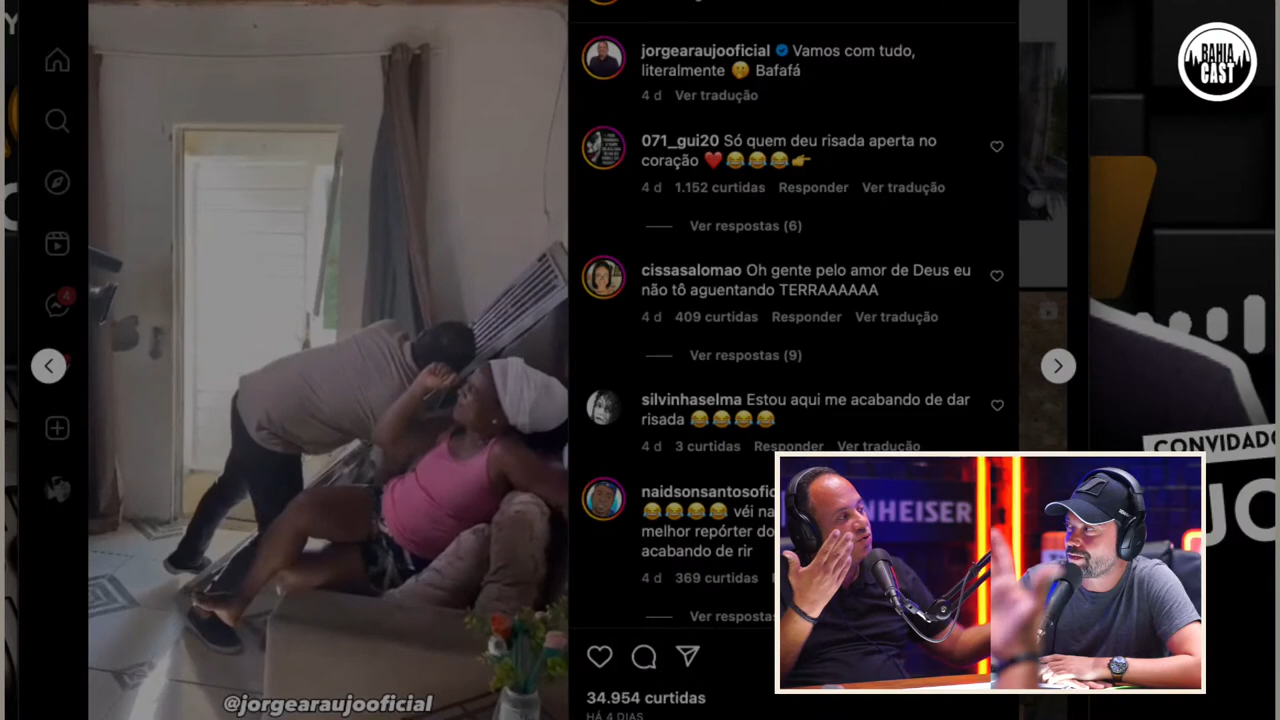 BAHIA
CAST
jorgearaujooficial Vamos com tudo,
literalmente 🤫 Bafafá
4 d Ver tradução
071_gui20 Só quem deu risada aperta no
coração ❤️😂😂😂👉
4 d 1.152 curtidas Responder Ver tradução
Ver respostas (6)
cissasalomao Oh gente pelo amor de Deus eu
não tô aguentando TERRAAAAAA
4 d 409 curtidas Responder Ver tradução
Ver respostas (9)
silvinhaselma Estou aqui me acabando de dar
risada 😂😂😂😂
4 d 3 curtidas Responder Ver tradução
naidsonsantosofic
😂😂😂😂 véi na
melhor repórter do
acabando de rir
4 d 369 curtidas
Ver respostas
34.954 curtidas
HÁ 4 DIAS
@jorgearaujooficial
4
CONVIDADO
JO
NHEISER